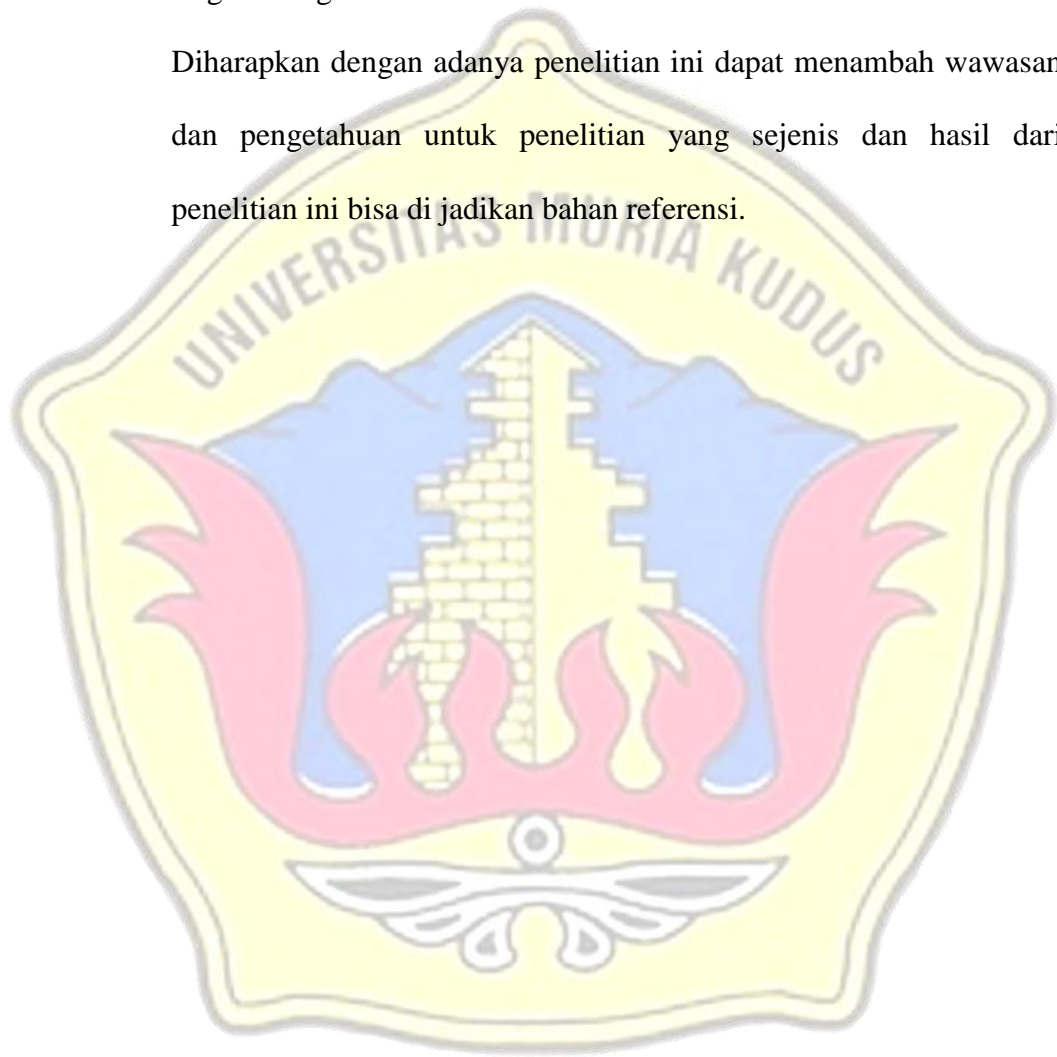 Diharapkan dengan adanya penelitian ini dapat menambah wawasan
dan pengetahuan untuk penelitian yang sejenis dan hasil dari
penelitian ini bisa di jadikan bahan referensi.
UNIVERSITAS MURIA KUDUS